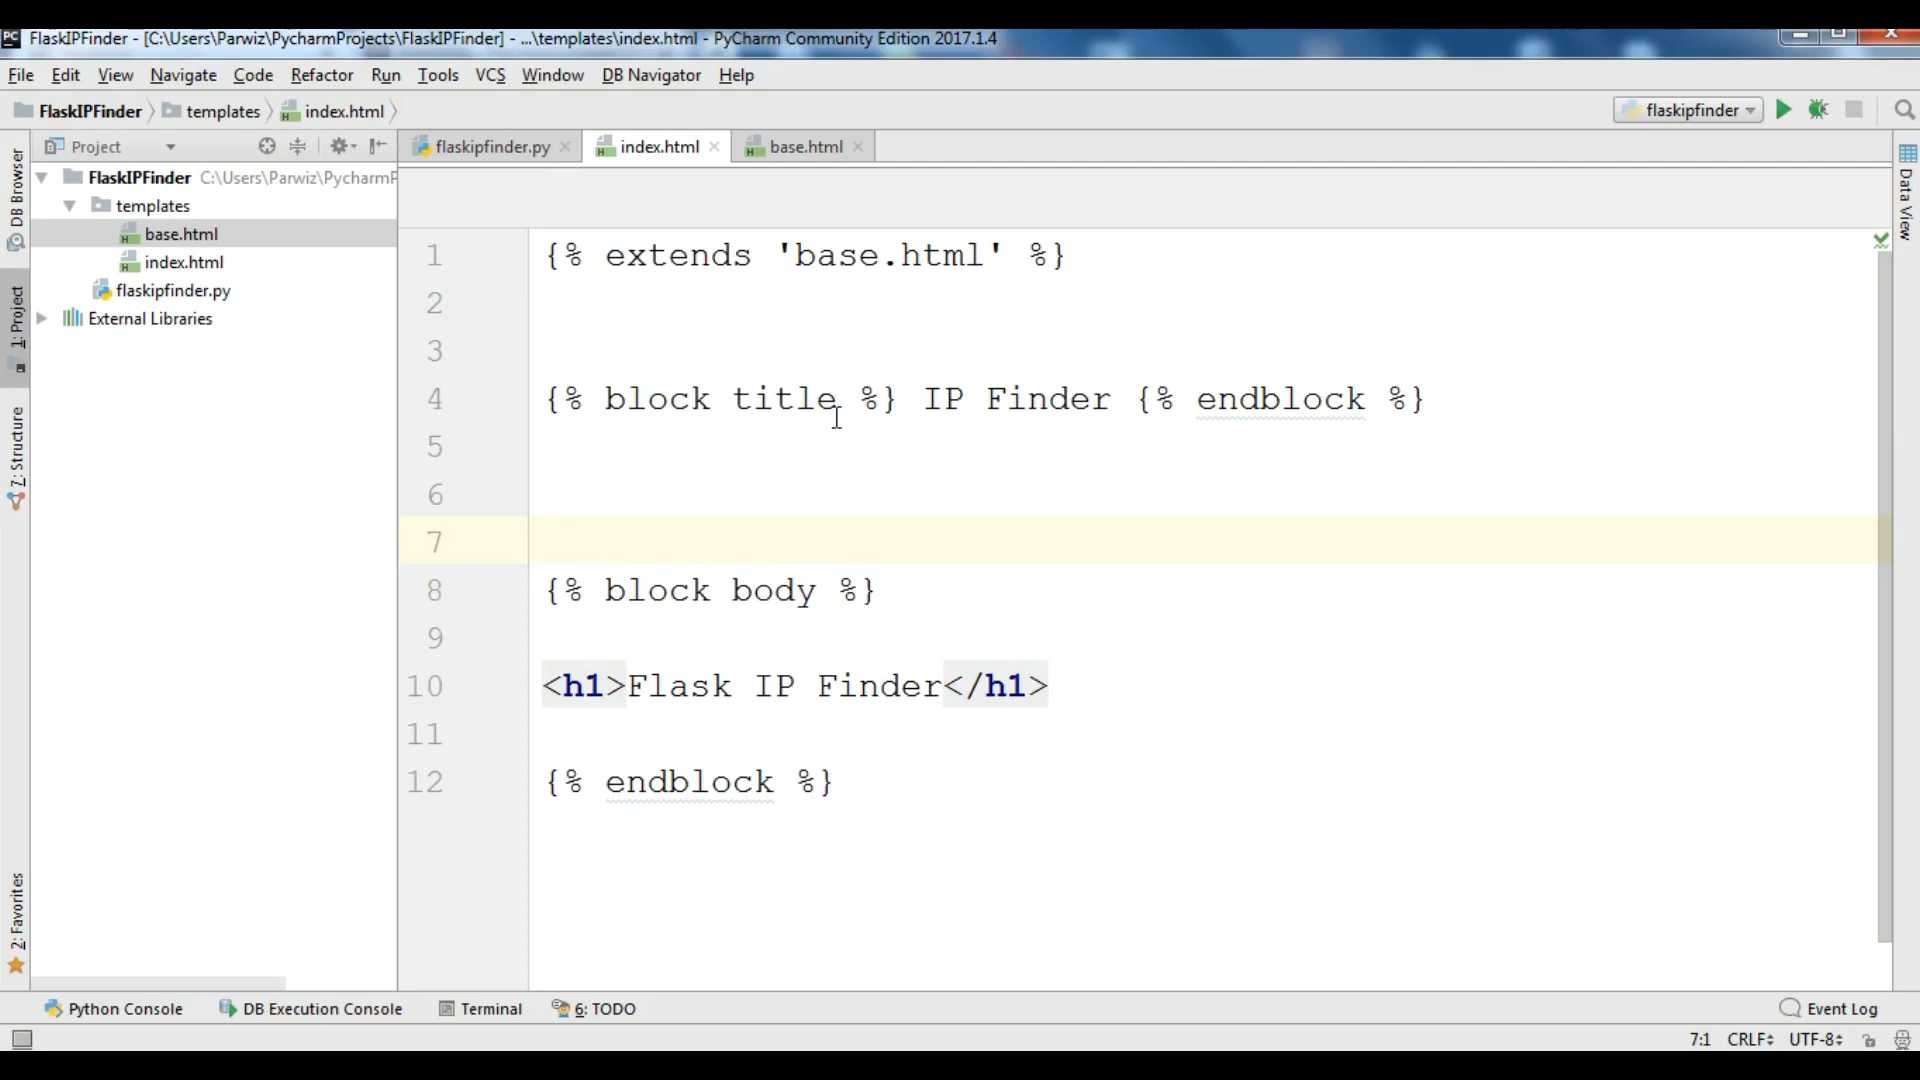 PC FlaskIPFinder - [C:\Users\Parwiz\PycharmProjects\FlaskIPFinder] - ...\templates\index.html - PyCharm Community Edition 2017.1.4
File Edit View Navigate Code Refactor Run Tools VCS Window DB Navigator Help
FlaskIPFinder templates index.html flaskipfinder
Project flaskipfinder.py index.html base.html
FlaskIPFinder C:\Users\Parwiz\PycharmP
templates
base.html
index.html
flaskipfinder.py
External Libraries
DB Browser
1: Project
7: Structure
2: Favorites
1 {% extends 'base.html' %}
2
3
4 {% block title %} IP Finder {% endblock %}
5
6
7
8 {% block body %}
9
10 <h1>Flask IP Finder</h1>
11
12 {% endblock %}
Data View
Python Console DB Execution Console Terminal 6: TODO Event Log
7:1 CRLF UTF-8